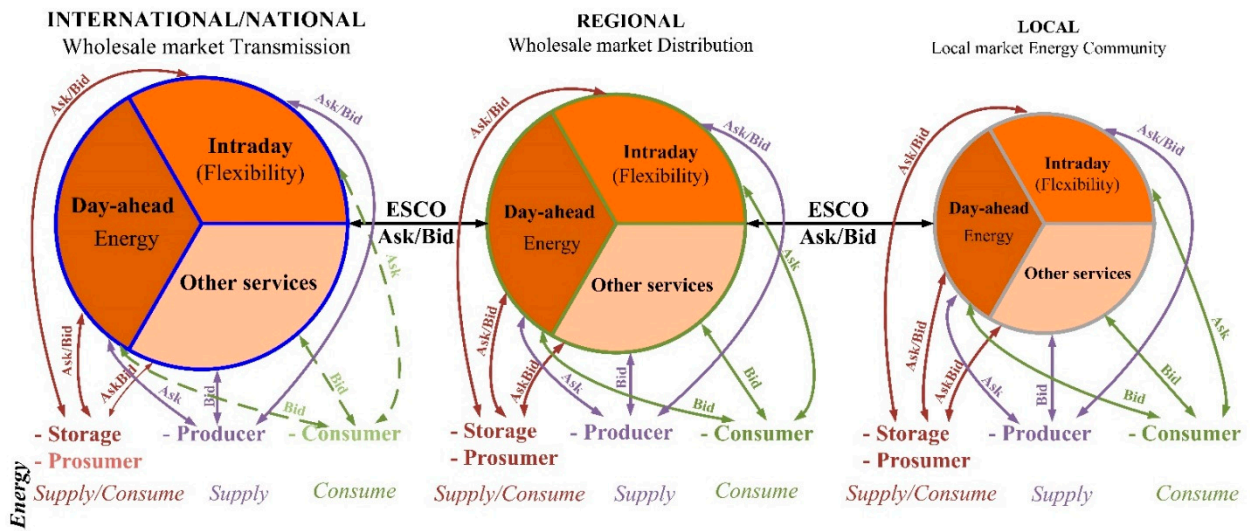 INTERNATIONAL/NATIONAL
Wholesale market Transmission
Ask/Bid
Ask/Bid
Intraday
(Flexibility)
Day-ahead
Energy
Other services
Ask
Ask/Bid
AskBid
Ask
Bid
Bid
Bid
- Storage
- Prosumer
- Producer
- Consumer
Supply/Consume
Supply
Consume
ESCO
Ask/Bid
REGIONAL
Wholesale market Distribution
Ask/Bid
Ask/Bid
Intraday
(Flexibility)
Day-ahead
Energy
Other services
Ask
Ask/Bid
AskBid
Bid
Bid
Bid
Bid
- Storage
- Prosumer
- Producer
- Consumer
Supply/Consume
Supply
Consume
ESCO
Ask/Bid
LOCAL
Local market Energy Community
Ask/Bid
Ask/Bid
Intraday
(Flexibility)
Day-ahead
Energy
Other services
Ask
Ask/Bid
AskBid
Ask
Bid
Bid
Bid
- Storage
- Prosumer
- Producer
- Consumer
Supply/Consume
Supply
Consume
Energy